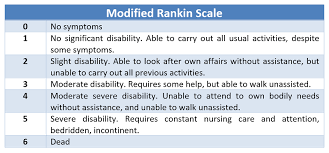 Modified Rankin Scale
0 No symptoms
1 No significant disability. Able to carry out all usual activities, despite
some symptoms.
2 Slight disability. Able to look after own affairs without assistance, but
unable to carry out all previous activities.
3 Moderate disability. Requires some help, but able to walk unassisted.
4 Moderate severe disability. Unable to attend to own bodily needs
without assistance, and unable to walk unassisted.
5 Severe disability. Requires constant nursing care and attention,
bedridden, incontinent.
6 Dead